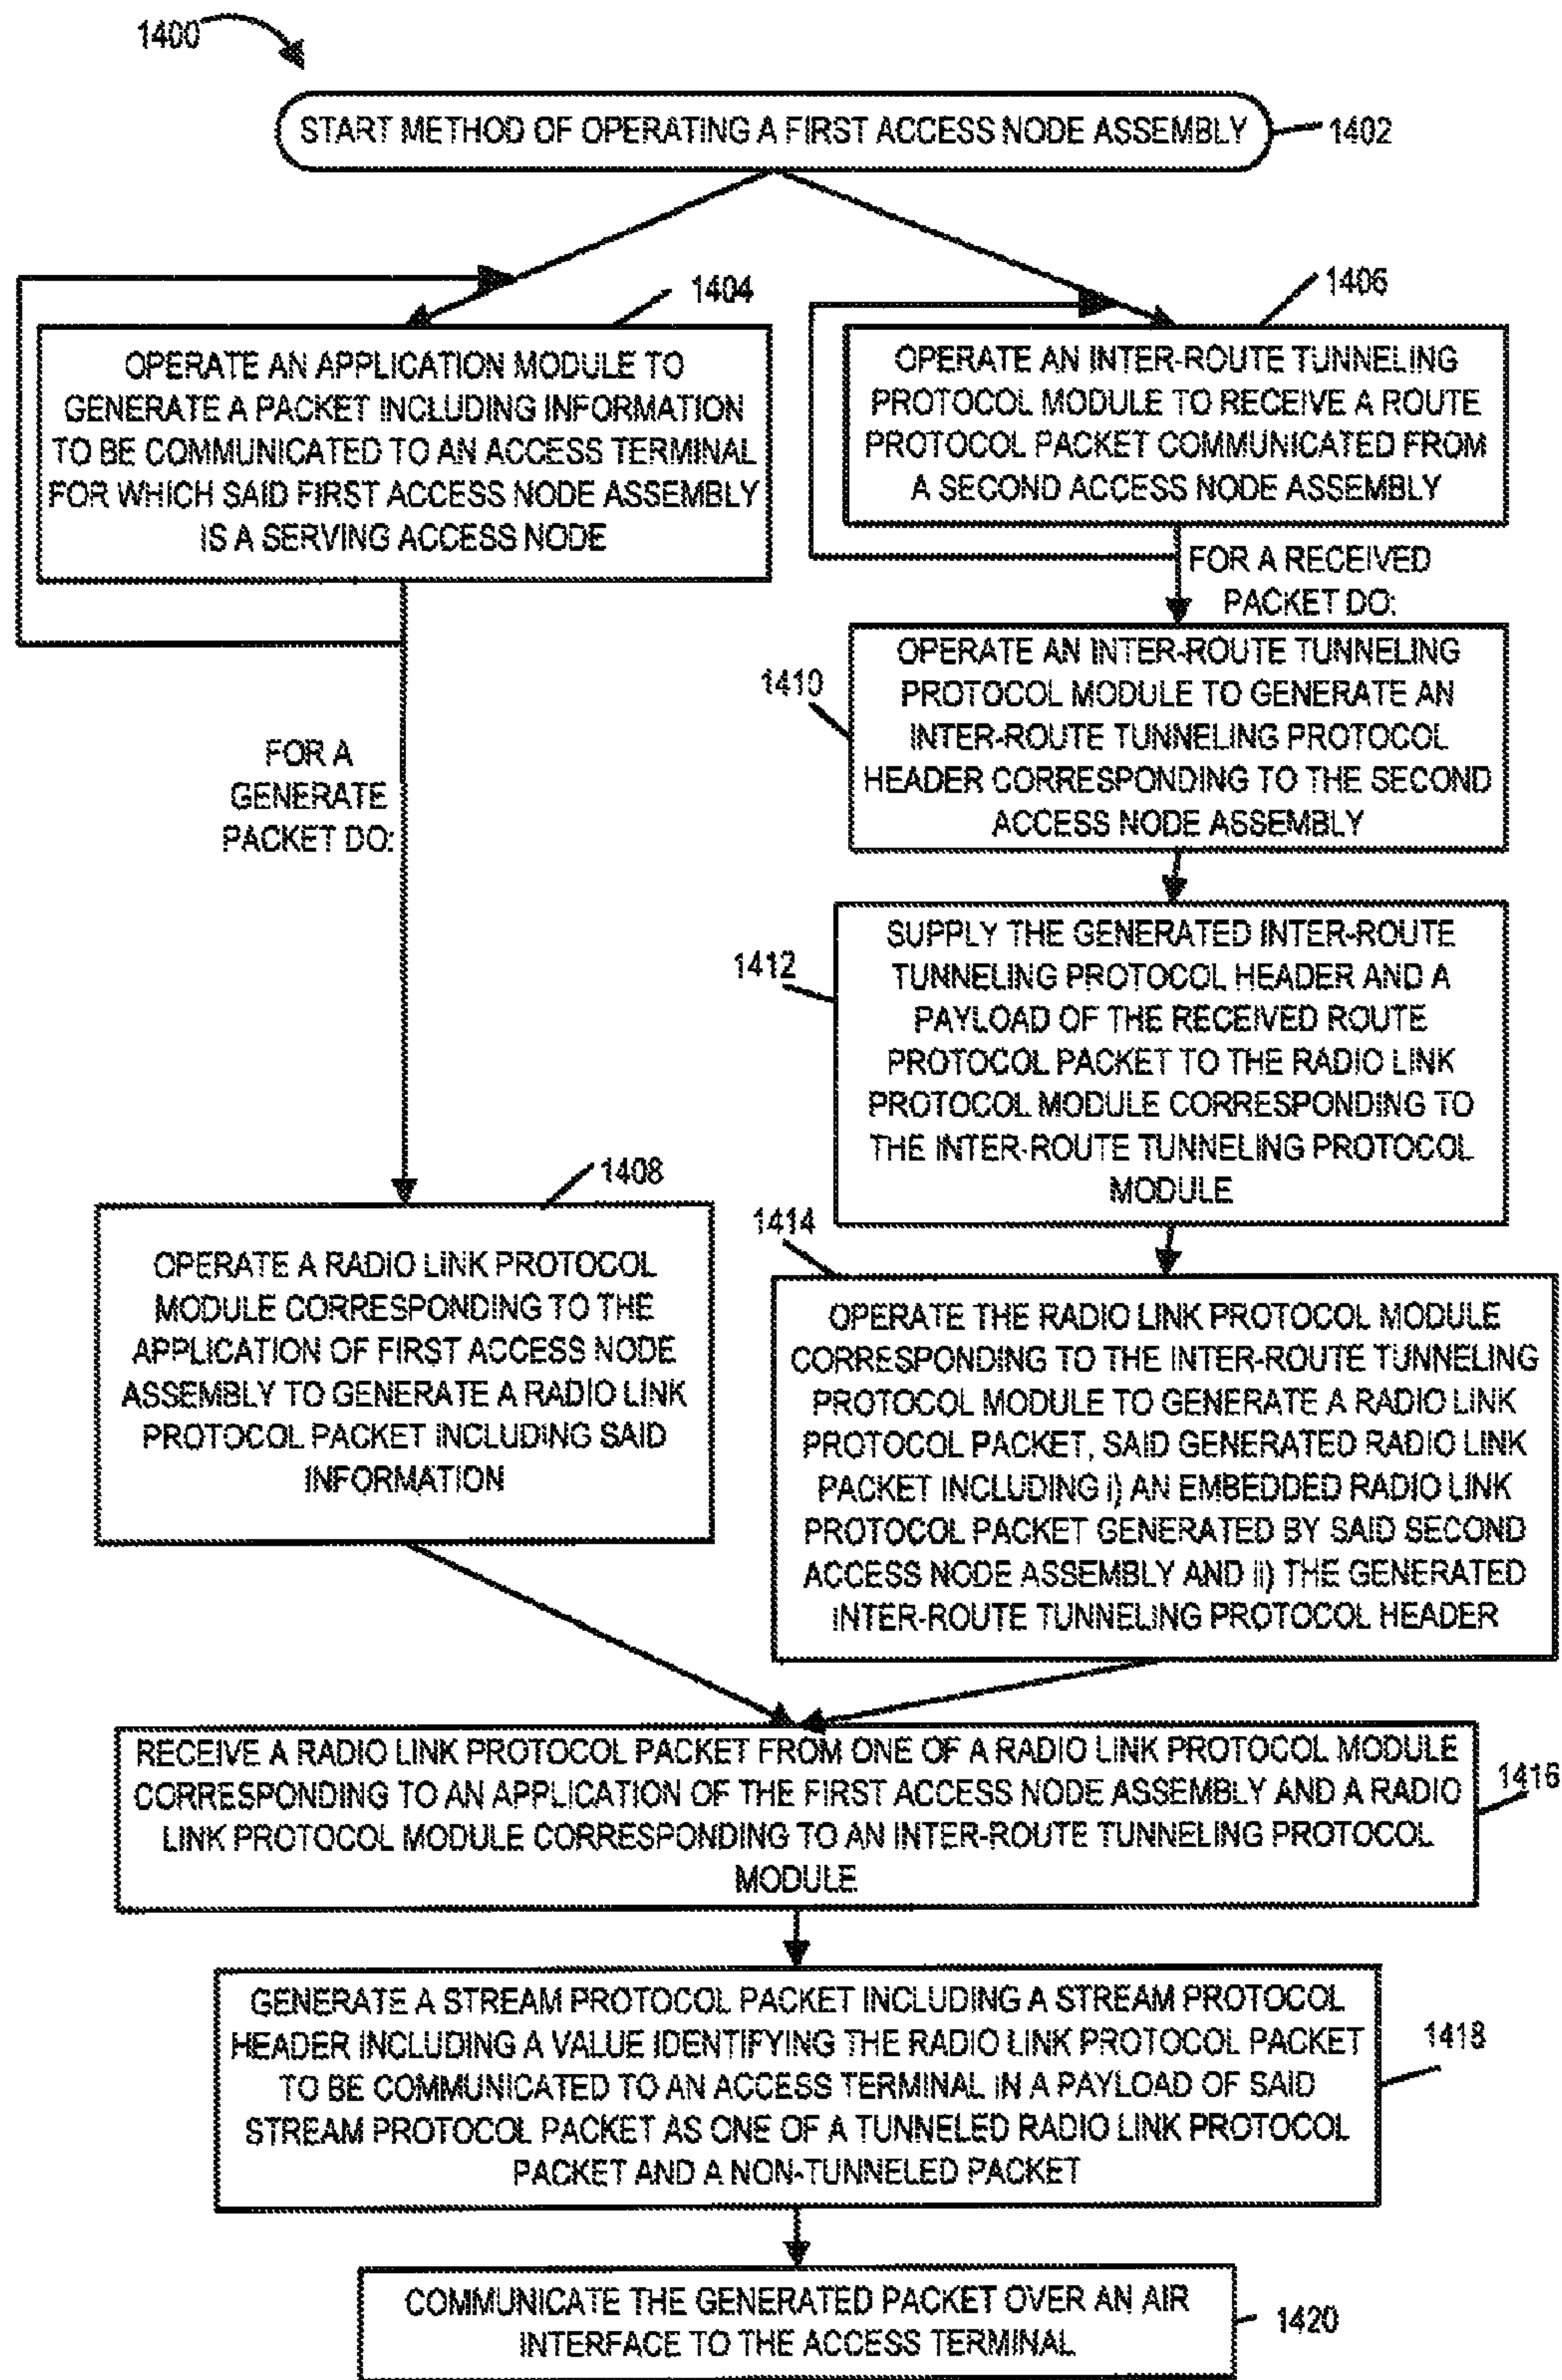 1400
START METHOD OF OPERATING A FIRST ACCESS NODE ASSEMBLY
1402
1404
OPERATE AN APPLICATION MODULE TO
GENERATE A PACKET INCLUDING INFORMATION
TO BE COMMUNICATED TO AN ACCESS TERMINAL
FOR WHICH SAID FIRST ACCESS NODE ASSEMBLY
IS A SERVING ACCESS NODE
1406
OPERATE AN INTER-ROUTE TUNNELING
PROTOCOL MODULE TO RECEIVE A ROUTE
PROTOCOL PACKET COMMUNICATED FROM
A SECOND ACCESS NODE ASSEMBLY
FOR A RECEIVED
PACKET DO:
1410
OPERATE AN INTER-ROUTE TUNNELING
PROTOCOL MODULE TO GENERATE AN
INTER-ROUTE TUNNELING PROTOCOL
HEADER CORRESPONDING TO THE SECOND
ACCESS NODE ASSEMBLY
FOR A
GENERATE
PACKET DO:
1412
SUPPLY THE GENERATED INTER-ROUTE
TUNNELING PROTOCOL HEADER AND A
PAYLOAD OF THE RECEIVED ROUTE
PROTOCOL PACKET TO THE RADIO LINK
PROTOCOL MODULE CORRESPONDING TO
THE INTER-ROUTE TUNNELING PROTOCOL
MODULE
1408
OPERATE A RADIO LINK PROTOCOL
MODULE CORRESPONDING TO THE
APPLICATION OF FIRST ACCESS NODE
ASSEMBLY TO GENERATE A RADIO LINK
PROTOCOL PACKET INCLUDING SAID
INFORMATION
1414
OPERATE THE RADIO LINK PROTOCOL MODULE
CORRESPONDING TO THE INTER-ROUTE TUNNELING
PROTOCOL MODULE TO GENERATE A RADIO LINK
PROTOCOL PACKET, SAID GENERATED RADIO LINK
PACKET INCLUDING i) AN EMBEDDED RADIO LINK
PROTOCOL PACKET GENERATED BY SAID SECOND
ACCESS NODE ASSEMBLY AND ii) THE GENERATED
INTER-ROUTE TUNNELING PROTOCOL HEADER
RECEIVE A RADIO LINK PROTOCOL PACKET FROM ONE OF A RADIO LINK PROTOCOL MODULE
CORRESPONDING TO AN APPLICATION OF THE FIRST ACCESS NODE ASSEMBLY AND A RADIO
LINK PROTOCOL MODULE CORRESPONDING TO AN INTER-ROUTE TUNNELING PROTOCOL
MODULE
1416
GENERATE A STREAM PROTOCOL PACKET INCLUDING A STREAM PROTOCOL
HEADER INCLUDING A VALUE IDENTIFYING THE RADIO LINK PROTOCOL PACKET
TO BE COMMUNICATED TO AN ACCESS TERMINAL IN A PAYLOAD OF SAID
STREAM PROTOCOL PACKET AS ONE OF A TUNNELED RADIO LINK PROTOCOL
PACKET AND A NON-TUNNELED PACKET
1418
COMMUNICATE THE GENERATED PACKET OVER AN AIR
INTERFACE TO THE ACCESS TERMINAL
1420